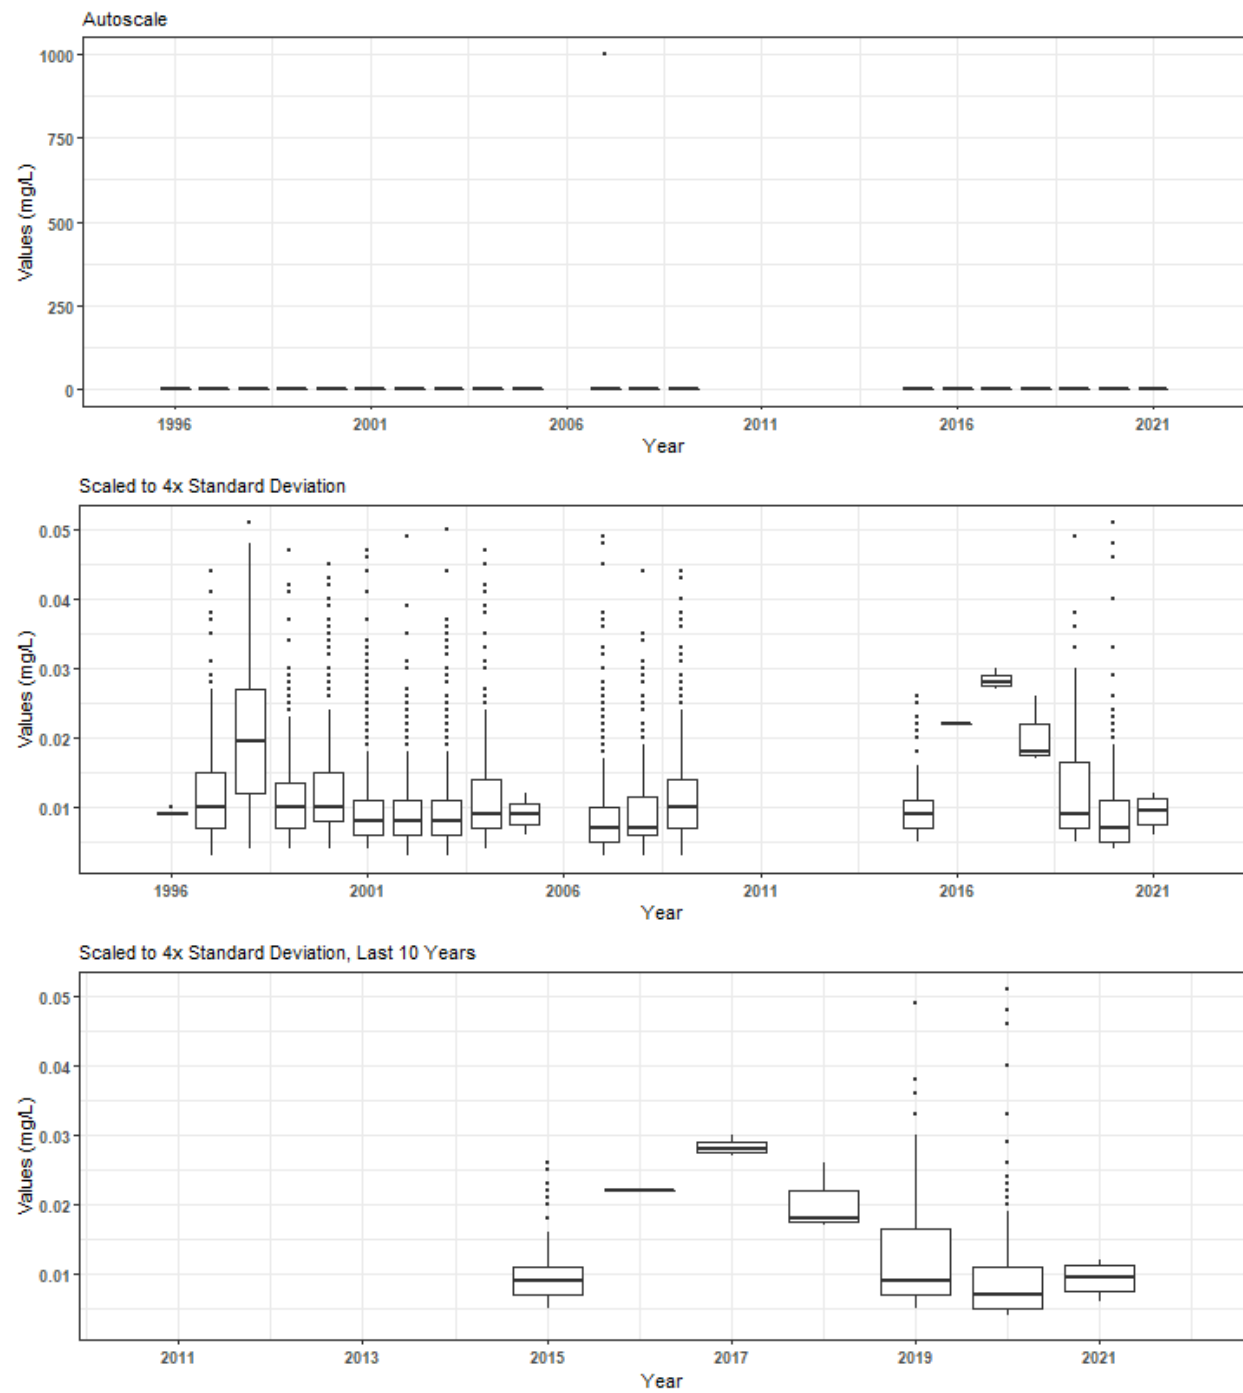 Autoscale
1000
750
500
250
0
Values (mg/L)
1996 2001 2006 2011 2016 2021
Year
Scaled to 4x Standard Deviation
0.05
0.04
0.03
0.02
0.01
Values (mg/L)
1996 2001 2006 2011 2016 2021
Year
Scaled to 4x Standard Deviation, Last 10 Years
0.05
0.04
0.03
0.02
0.01
Values (mg/L)
2011 2013 2015 2017 2019 2021
Year